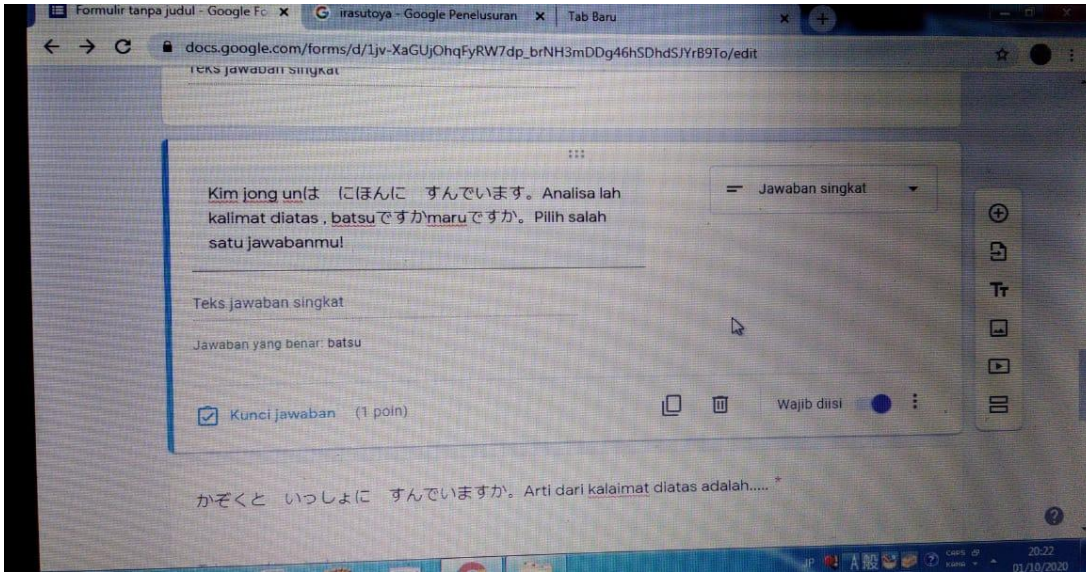 Formulir tanpa judul - Google Fo
irasutoya - Google Penelusuran
Tab Baru
docs.google.com/forms/d/1jv-XaGUjOhqFyRW7dp_brNH3mDDg46hSDhdSJYrB9To/edit
Teks jawaban singkat
Kim jong unは にほんに すんでいます。Analisa lah
kalimat diatas , batsuですかmaruですか。Pilih salah
satu jawabanmu!
Jawaban singkat
Teks jawaban singkat
Jawaban yang benar: batsu
Kunci jawaban (1 poin)
Wajib diisi
かぞくと いっしょに すんでいますか。Arti dari kalaimat diatas adalah..... *
JP A 般 CAPS KANA
20:22
01/10/2020